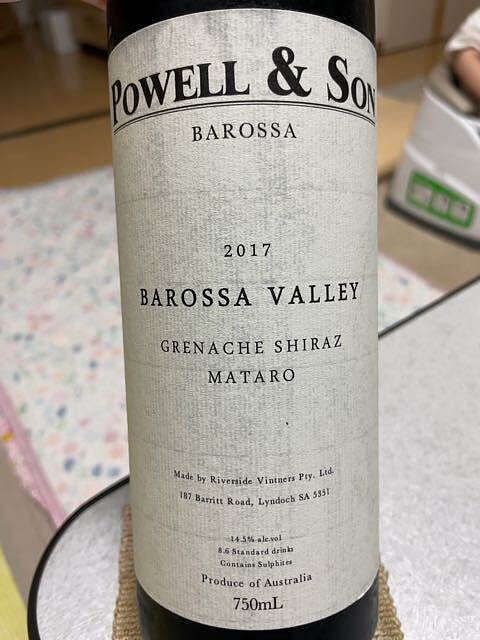 POWELL & SON
BAROSSA
2017
BAROSSA VALLEY
GRENACHE SHIRAZ
MATARO
Made by Riverside Vintners Pty. Ltd.
187 Barritt Road, Lyndoch SA 5351
14.5% alc.vol
8.6 Standard drinks
Contains Sulphites
Produce of Australia
750mL